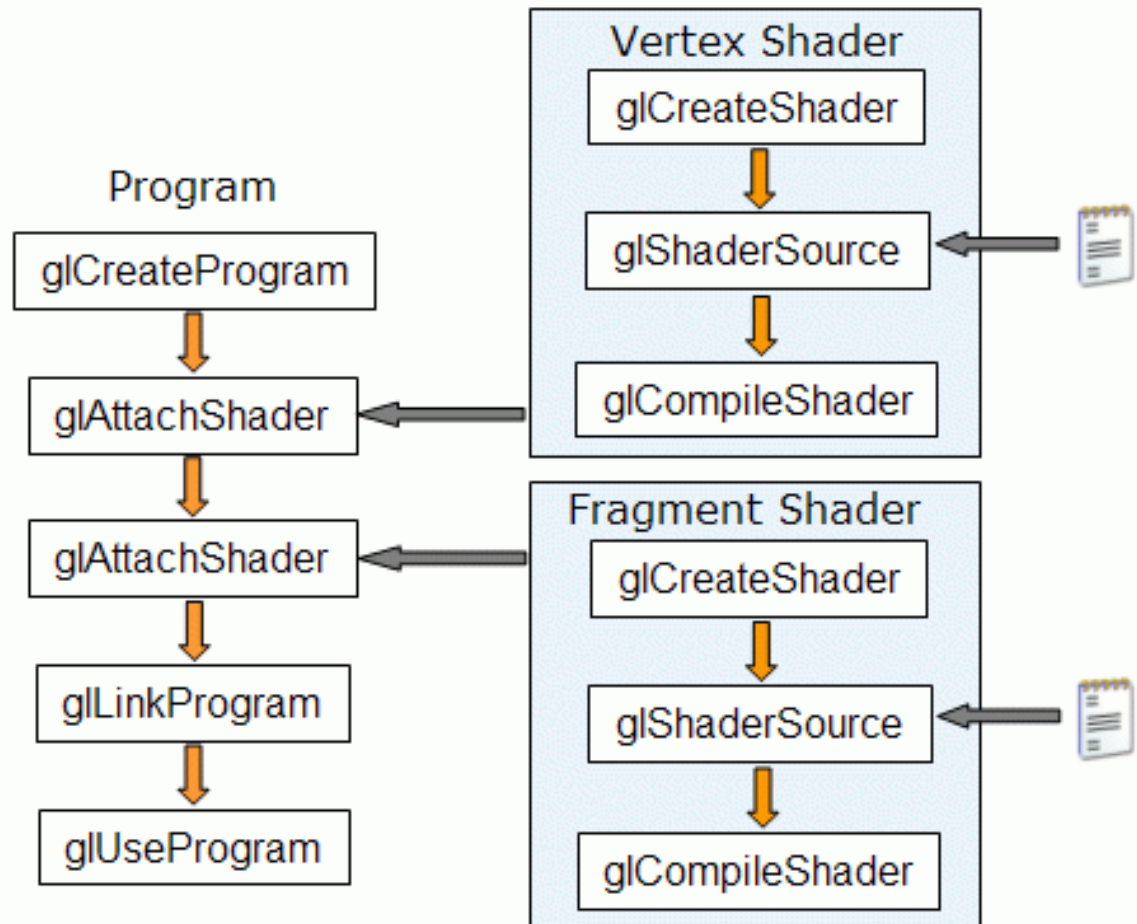 Vertex Shader
glCreateShader
glShaderSource
glCompileShader
Program
glCreateProgram
glAttachShader
glAttachShader
glLinkProgram
glUseProgram
Fragment Shader
glCreateShader
glShaderSource
glCompileShader